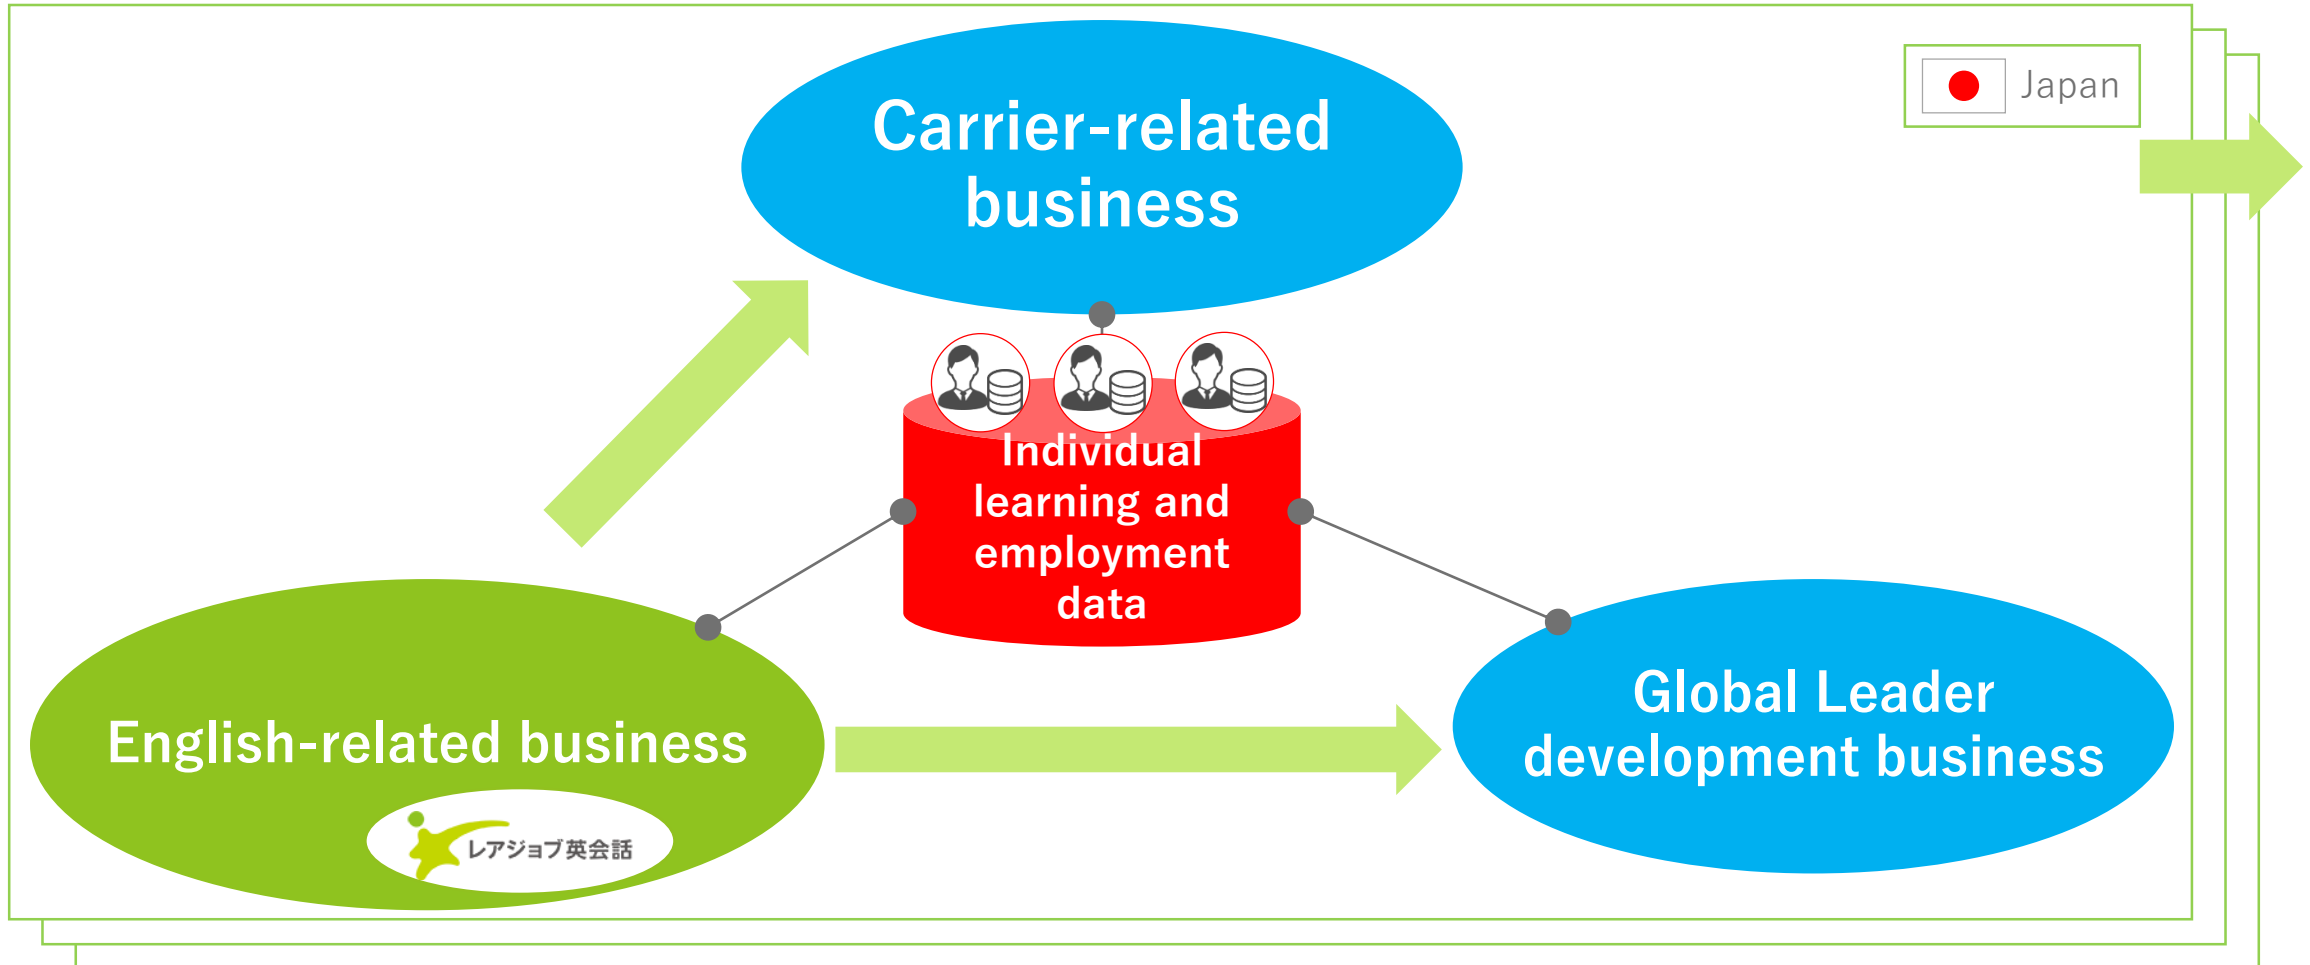 Carrier-related
business
Japan
Individual
learning and
employment
data
English-related business
レアジョブ英会話
Global Leader
development business